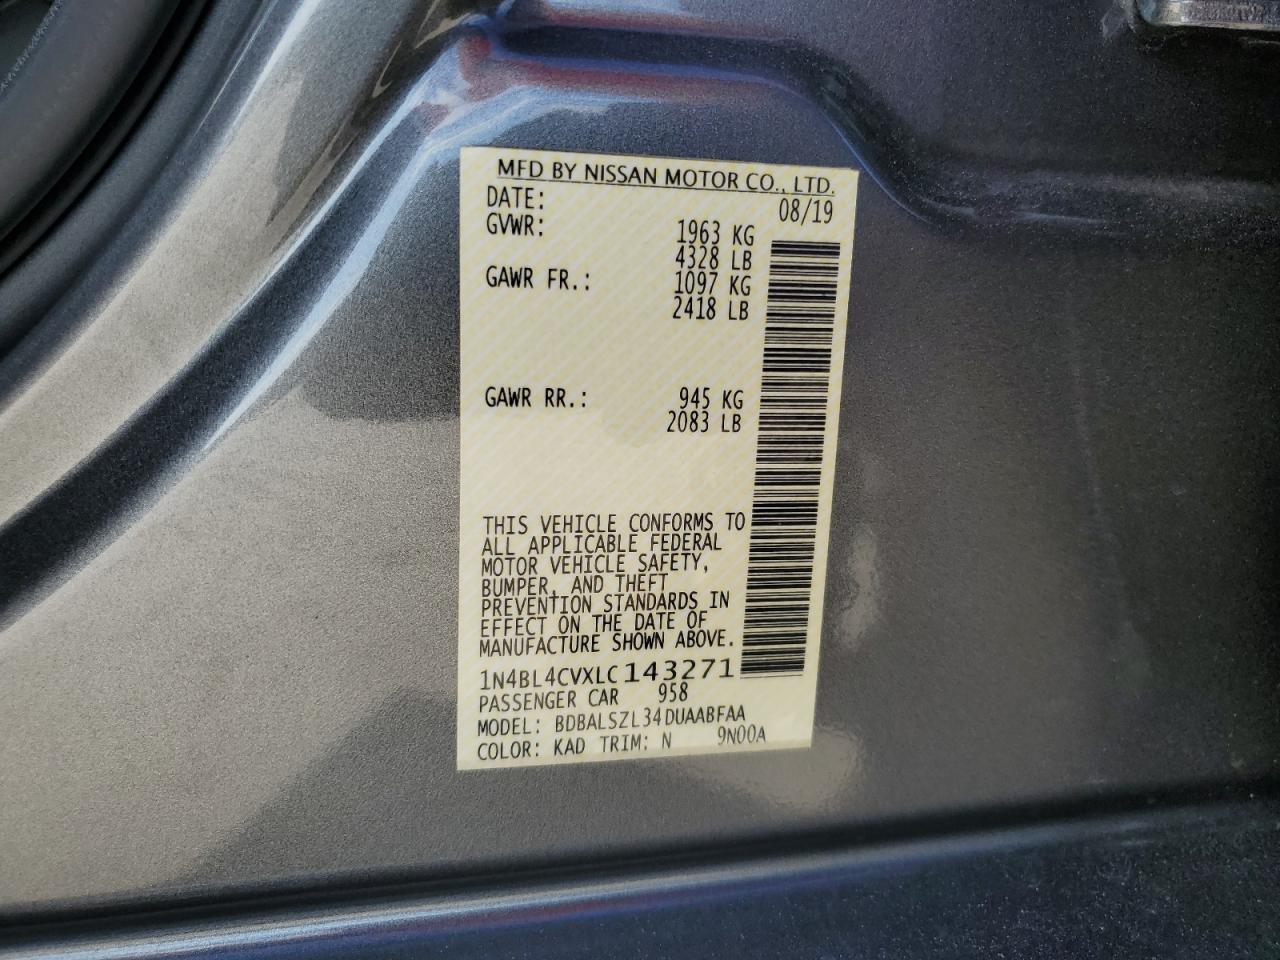 MFD BY NISSAN MOTOR CO., LTD.
DATE: 08/19
GVWR: 1963 KG
4328 LB
GAWR FR.: 1097 KG
2418 LB
GAWR RR.: 945 KG
2083 LB
THIS VEHICLE CONFORMS TO
ALL APPLICABLE FEDERAL
MOTOR VEHICLE SAFETY,
BUMPER, AND THEFT
PREVENTION STANDARDS IN
EFFECT ON THE DATE OF
MANUFACTURE SHOWN ABOVE.
1N4BL4CVXLC143271
PASSENGER CAR 958
MODEL: BDBALSZL34DUAABFAA
COLOR: KAD TRIM: N 9N00A